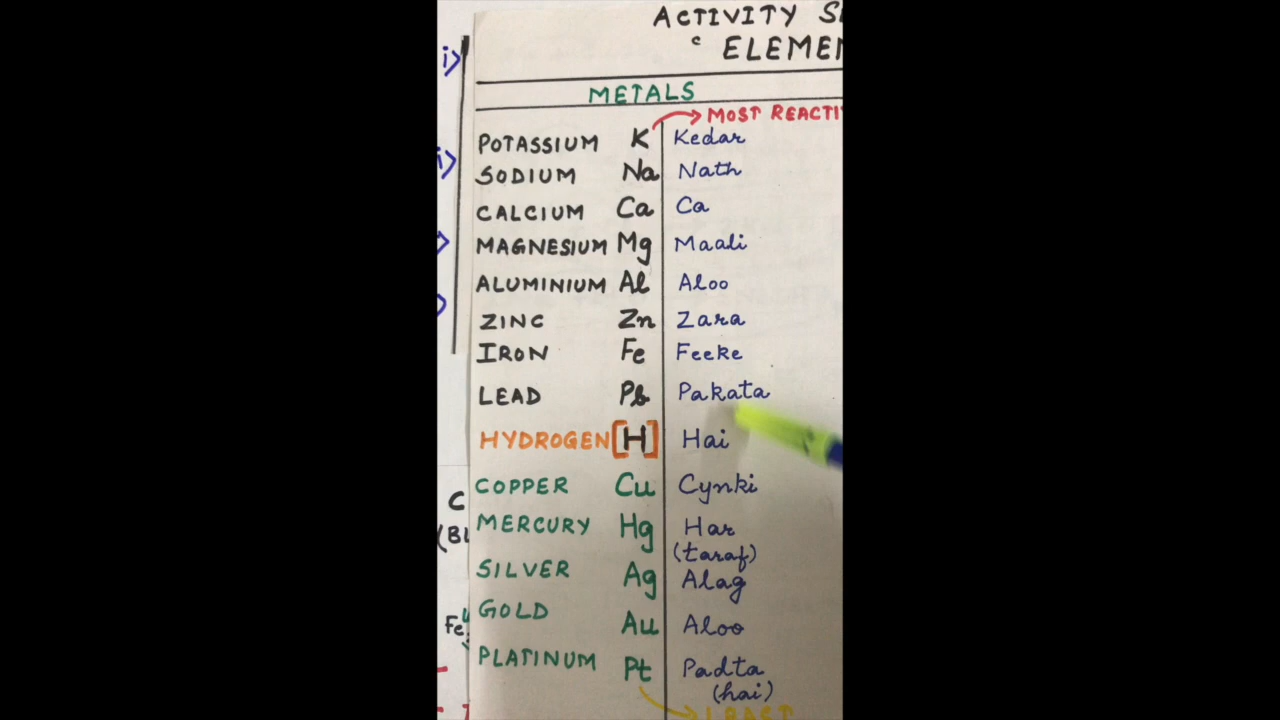 ACTIVITY
ELEMEN
METALS
MOST REACTI
POTASSIUM K Kedar
SODIUM Na Nath
CALCIUM Ca Ca
MAGNESIUM Mg Maali
ALUMINIUM Al Aloo
ZINC Zn Zara
IRON Fe Feeke
LEAD Pb Pakata
HYDROGEN [H] Hai
COPPER Cu Cynki
MERCURY Hg Har
(taraf)
SILVER Ag Alag
GOLD Au Aloo
PLATINUM Pt Padta
(hai)
i)
i)
C
(BL
Fe